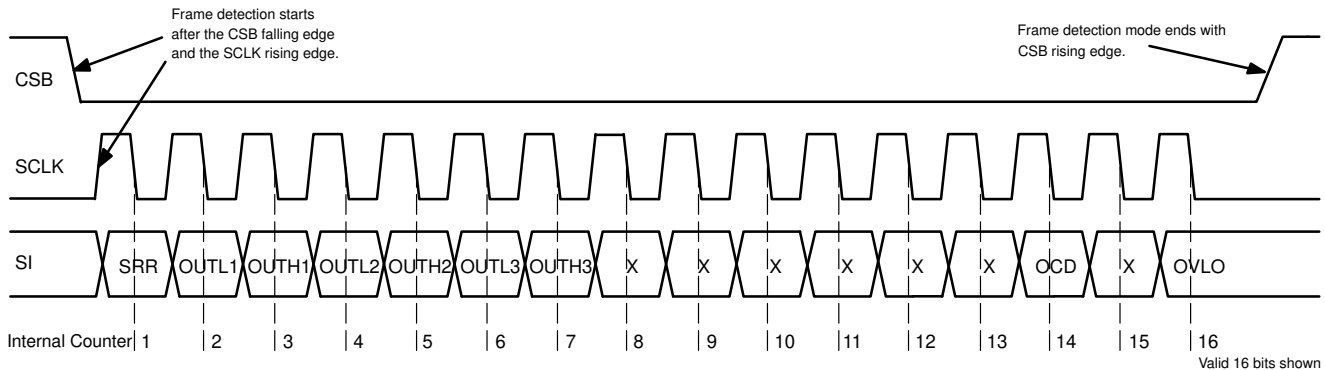 Frame detection starts
after the CSB falling edge
and the SCLK rising edge.
Frame detection mode ends with
CSB rising edge.
CSB
SCLK
SI SRR OUTL1 OUTH1 OUTL2 OUTH2 OUTL3 OUTH3 X X X X X X OCD X OVLO
Internal Counter 1 2 3 4 5 6 7 8 9 10 11 12 13 14 15 16
Valid 16 bits shown